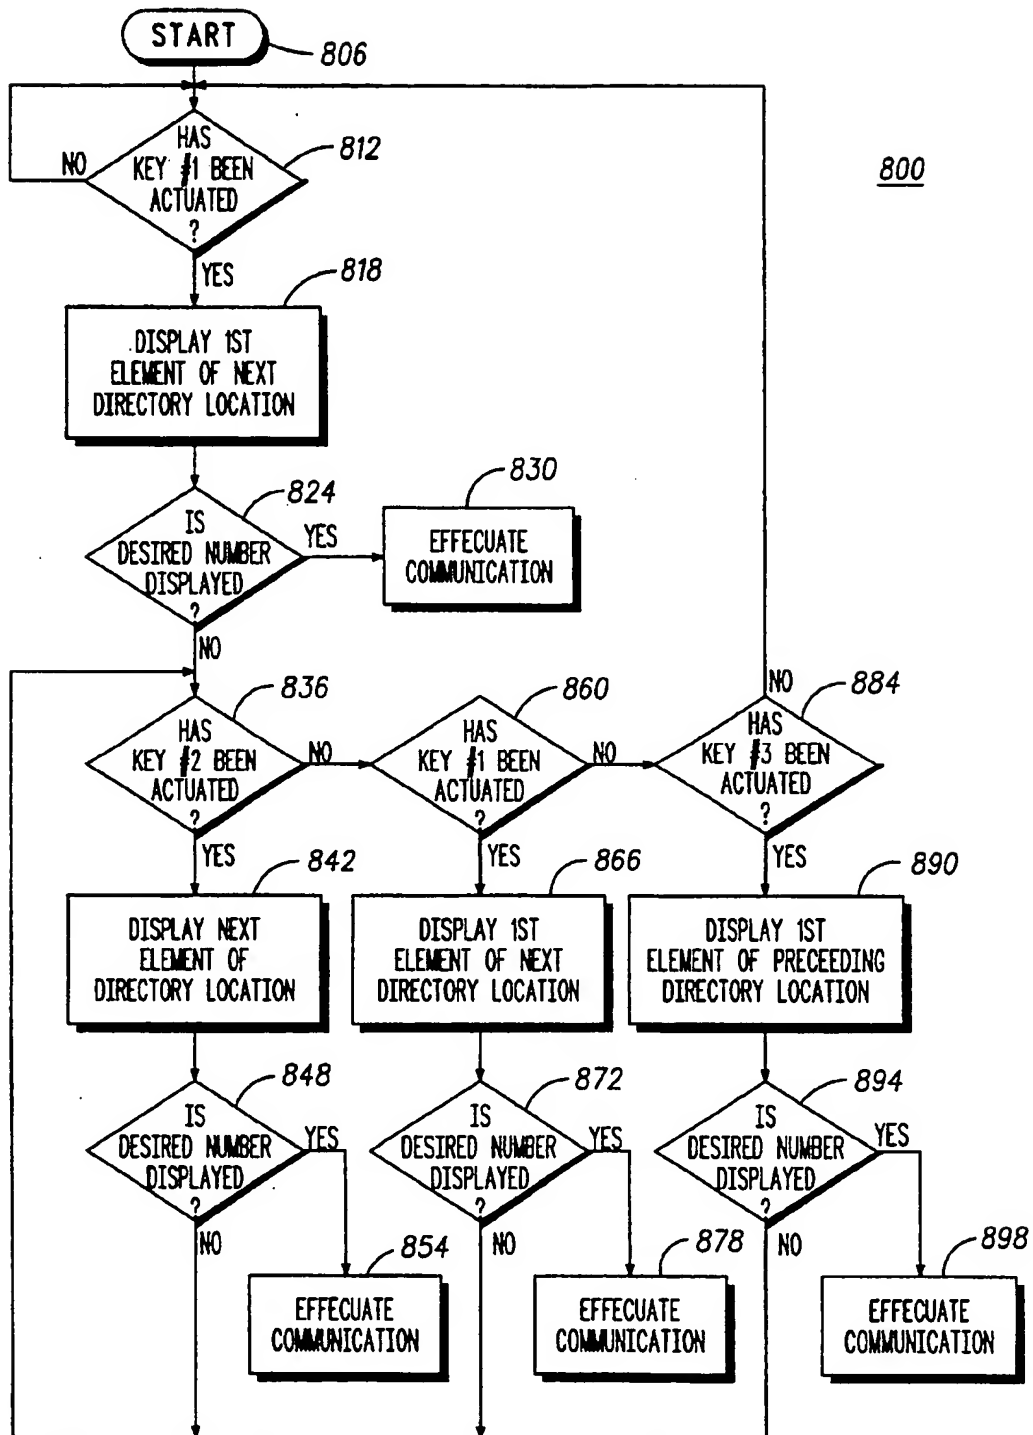 START
806
HAS
KEY #1 BEEN
ACTUATED
?
NO
812
800
YES
818
DISPLAY 1ST
ELEMENT OF NEXT
DIRECTORY LOCATION
824
IS
DESIRED NUMBER
DISPLAYED
?
YES
830
EFFECUATE
COMMUNICATION
NO
836
HAS
KEY #2 BEEN
ACTUATED
?
NO
860
HAS
KEY #1 BEEN
ACTUATED
?
NO
NO
884
HAS
KEY #3 BEEN
ACTUATED
?
YES
842
DISPLAY NEXT
ELEMENT OF
DIRECTORY LOCATION
YES
866
DISPLAY 1ST
ELEMENT OF NEXT
DIRECTORY LOCATION
YES
890
DISPLAY 1ST
ELEMENT OF PRECEEDING
DIRECTORY LOCATION
848
IS
DESIRED NUMBER
DISPLAYED
?
YES
NO
854
EFFECUATE
COMMUNICATION
872
IS
DESIRED NUMBER
DISPLAYED
?
YES
NO
878
EFFECUATE
COMMUNICATION
894
IS
DESIRED NUMBER
DISPLAYED
?
YES
NO
898
EFFECUATE
COMMUNICATION